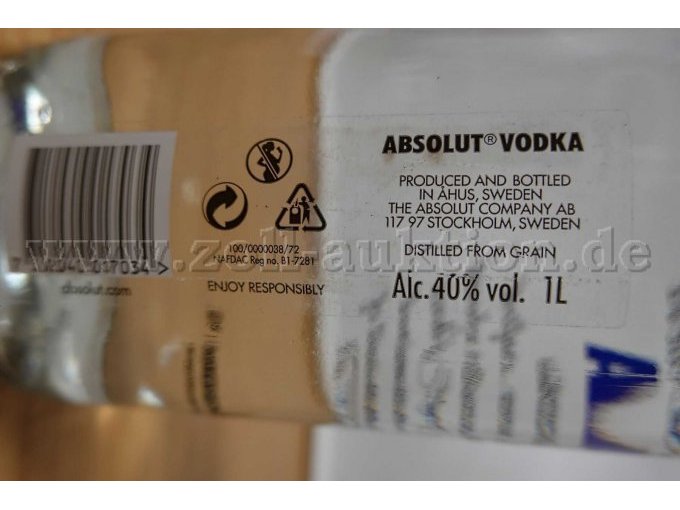 ABSOLUT® VODKA
PRODUCED AND BOTTLED
IN ÅHUS, SWEDEN
THE ABSOLUT COMPANY AB
117 97 STOCKHOLM, SWEDEN
DISTILLED FROM GRAIN
Alc. 40% vol. 1L
100/0000038/72
NAFDAC Reg no. B1-7281
ENJOY RESPONSIBLY
absolut.com
www.zoll-auktion.de